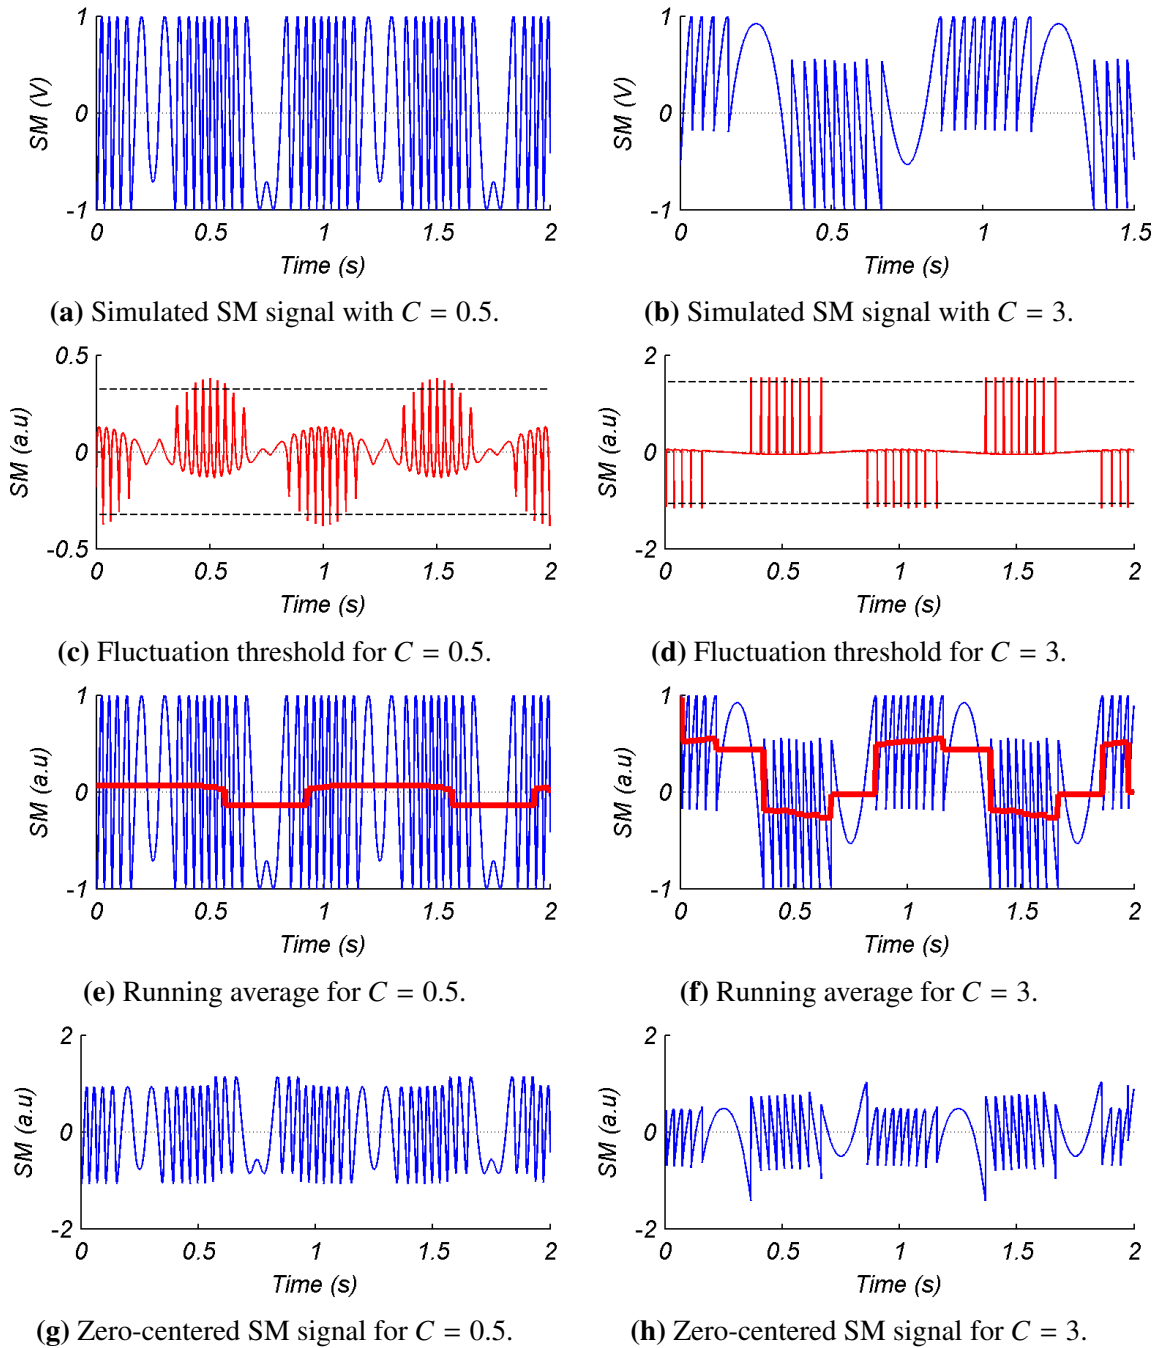 1
0
-1
SM (V)
0 0.5 1 1.5 2
Time (s)
(a) Simulated SM signal with C = 0.5.
1
0
-1
SM (V)
0 0.5 1 1.5
Time (s)
(b) Simulated SM signal with C = 3.
0.5
0
-0.5
SM (a.u)
0 0.5 1 1.5 2
Time (s)
(c) Fluctuation threshold for C = 0.5.
2
0
-2
SM (a.u)
0 0.5 1 1.5 2
Time (s)
(d) Fluctuation threshold for C = 3.
1
0
-1
SM (a.u)
0 0.5 1 1.5 2
Time (s)
(e) Running average for C = 0.5.
1
0
-1
SM (a.u)
0 0.5 1 1.5 2
Time (s)
(f) Running average for C = 3.
2
0
-2
SM (a.u)
0 0.5 1 1.5 2
Time (s)
(g) Zero-centered SM signal for C = 0.5.
2
0
-2
SM (a.u)
0 0.5 1 1.5 2
Time (s)
(h) Zero-centered SM signal for C = 3.